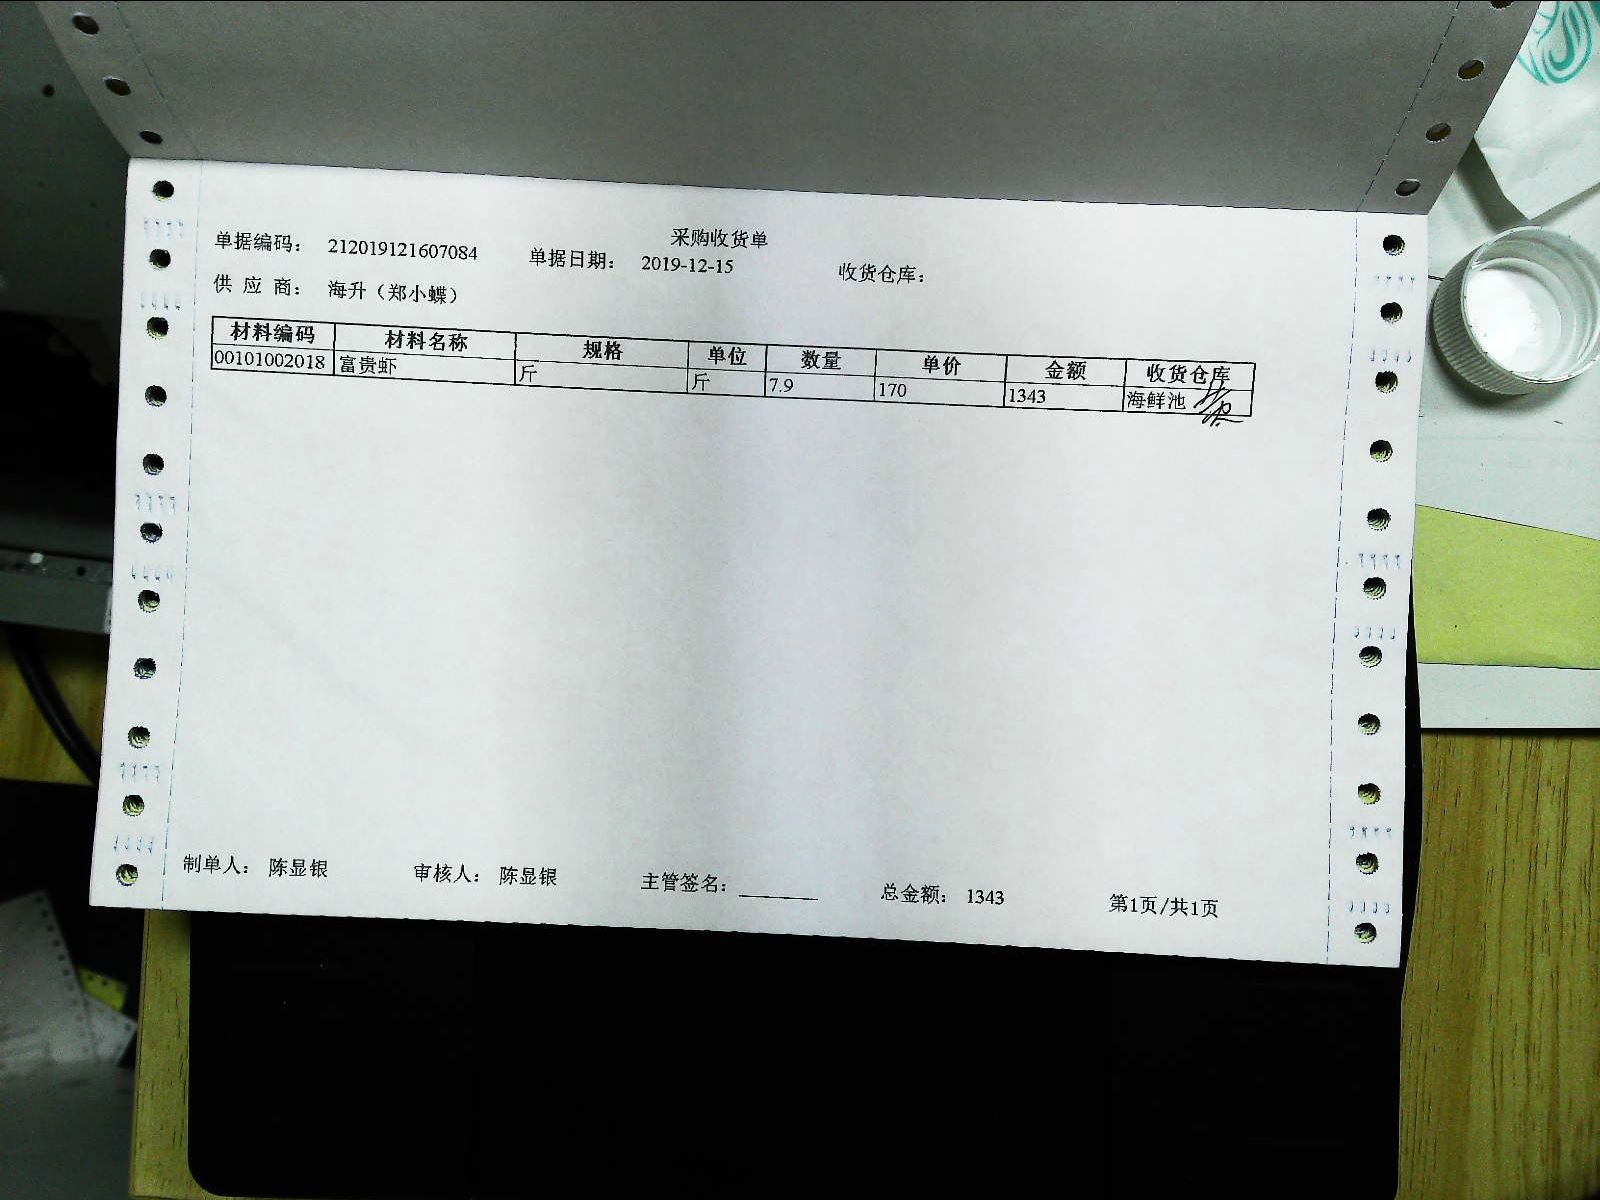 采购收货单
单据编码： 212019121607084 单据日期： 2019-12-15 收货仓库：
供 应 商： 海升（郑小蝶）
材料编码 材料名称 规格 单位 数量 单价 金额 收货仓库
00101002018 富贵虾 斤 斤 7.9 170 1343 海鲜池
制单人： 陈显银 审核人： 陈显银 主管签名： 总金额： 1343 第1页/共1页